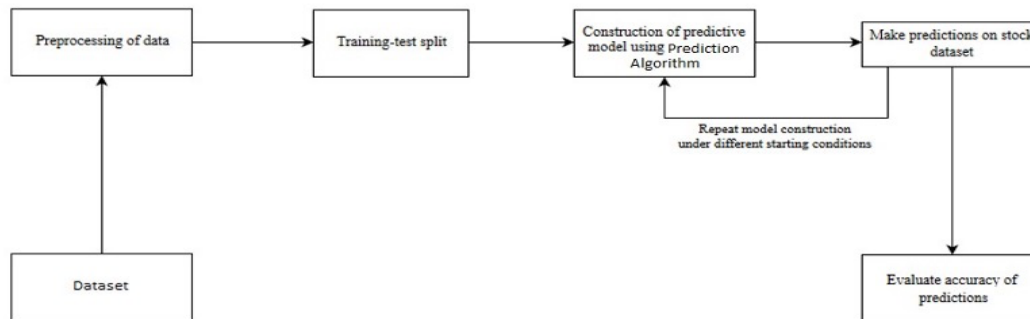 Preprocessing of data
Training-test split
Construction of predictive
model using Prediction
Algorithm
Make predictions on stock
dataset
Repeat model construction
under different starting conditions
Dataset
Evaluate accuracy of
predictions